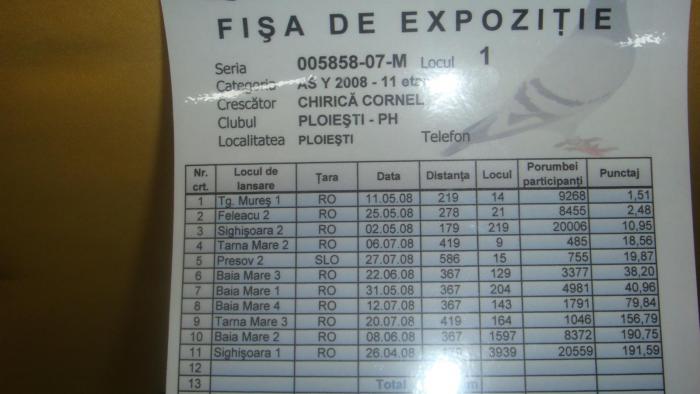 FIŞA DE EXPOZIŢIE
Seria 005858-07-M Locul 1
Categoria AS Y 2008 - 11
Crescător CHIRICĂ CORNEL
Clubul PLOIEŞTI - PH
Localitatea PLOIEŞTI Telefon
Nr. crt. Locul de lansare Ţara Data Distanţa Locul Porumbei participanţi Punctaj
1 Tg. Mureş 1 RO 11.05.08 219 14 9268 1,51
2 Feleacu 2 RO 25.05.08 278 21 8455 2,48
3 Sighişoara 2 RO 02.05.08 179 219 20006 10,95
4 Tarna Mare 2 RO 06.07.08 419 9 485 18,56
5 Presov 2 SLO 27.07.08 586 15 755 19,87
6 Baia Mare 3 RO 22.06.08 367 129 3377 38,20
7 Baia Mare 1 RO 31.05.08 367 204 4981 40,96
8 Baia Mare 4 RO 12.07.08 367 143 1791 79,84
9 Tarna Mare 3 RO 20.07.08 419 164 1046 156,79
10 Baia Mare 2 RO 08.06.08 367 1597 8372 190,75
11 Sighişoara 1 RO 26.04.08 3939 20559 191,59
12
13 Total